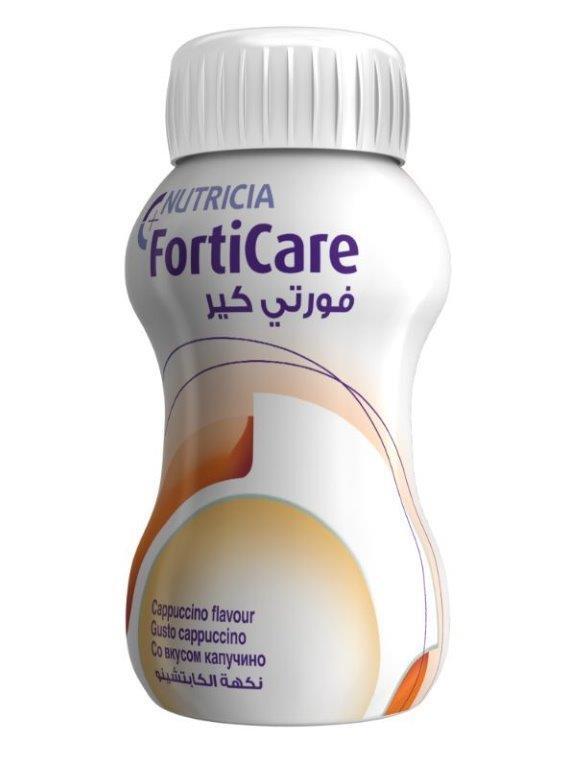 NUTRICIA
FortiCare
فورتي كير
Cappuccino flavour
Gusto cappuccino
Со вкусом капучино
نكهة الكابتشينو